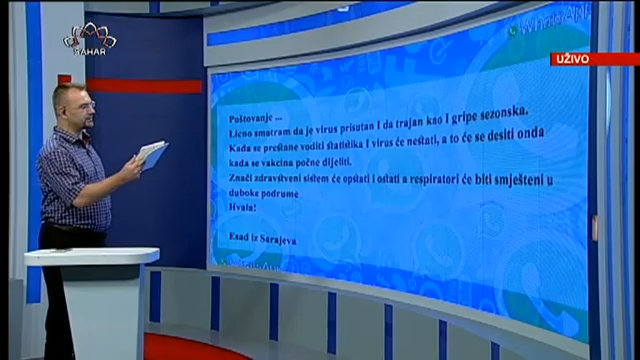 SAHAR
WhatsApp
UŽIVO
Poštovanje ...
Licno smatram da je virus prisutan I da trajan kao I gripe sezonska.
Kada se prestane voditi statistika I virus će nestati, a to će se desiti onda
kada se vakcina počne dijeliti.
Znači zdravstveni sistem će opstati i ostati a respiratori će biti smješteni u
duboke podrume
Hvala!
Esad iz Sarajeva